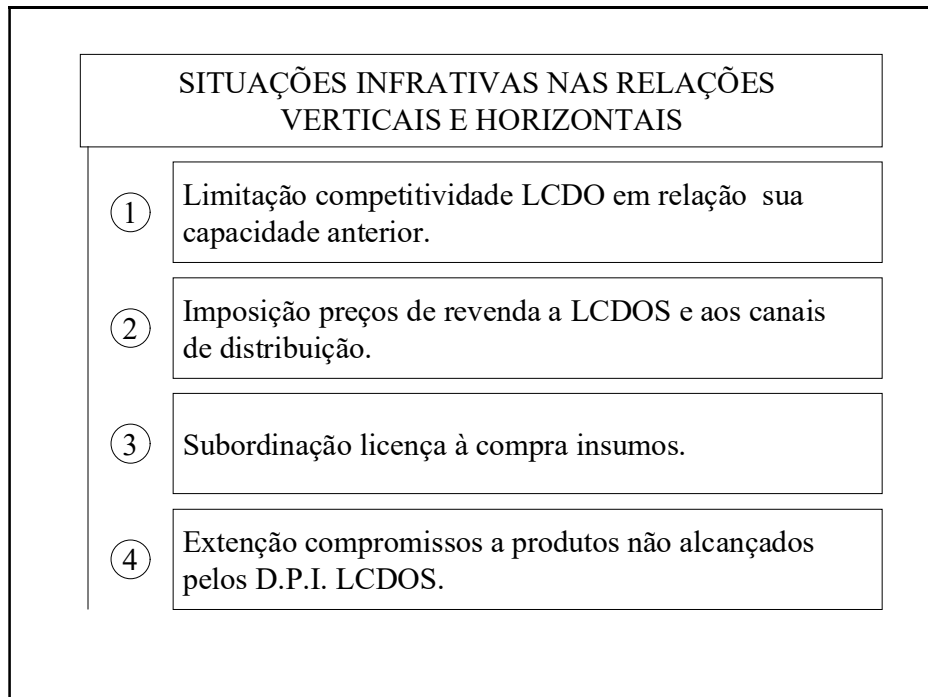 SITUAÇÕES INFRATIVAS NAS RELAÇÕES
VERTICAIS E HORIZONTAIS
1
Limitação competitividade LCDO em relação sua
capacidade anterior.
2
Imposição preços de revenda a LCDOS e aos canais
de distribuição.
3
Subordinação licença à compra insumos.
4
Extenção compromissos a produtos não alcançados
pelos D.P.I. LCDOS.